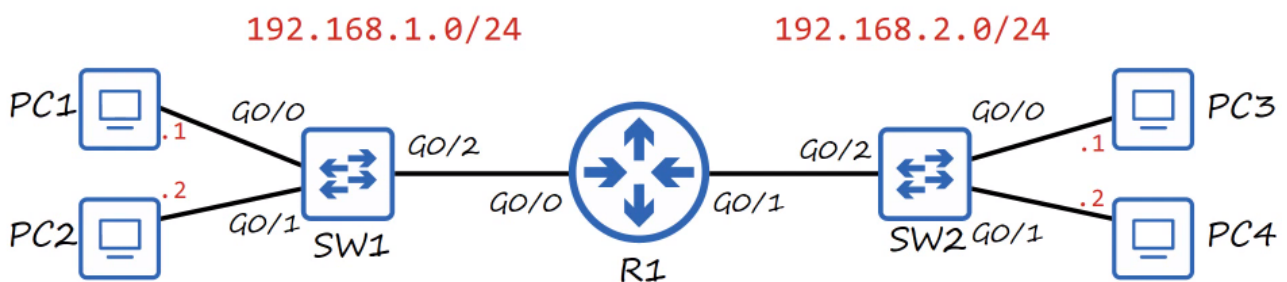 192.168.1.0/24
192.168.2.0/24
PC1
.1
G0/0
PC2
.2
G0/1
SW1
G0/2
G0/0
R1
G0/1
G0/2
SW2
G0/0
.1
PC3
G0/1
.2
PC4